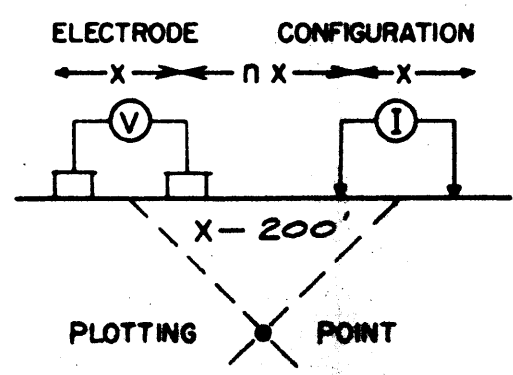 ELECTRODE CONFIGURATION
X n X X
V I
X — 200'
PLOTTING POINT